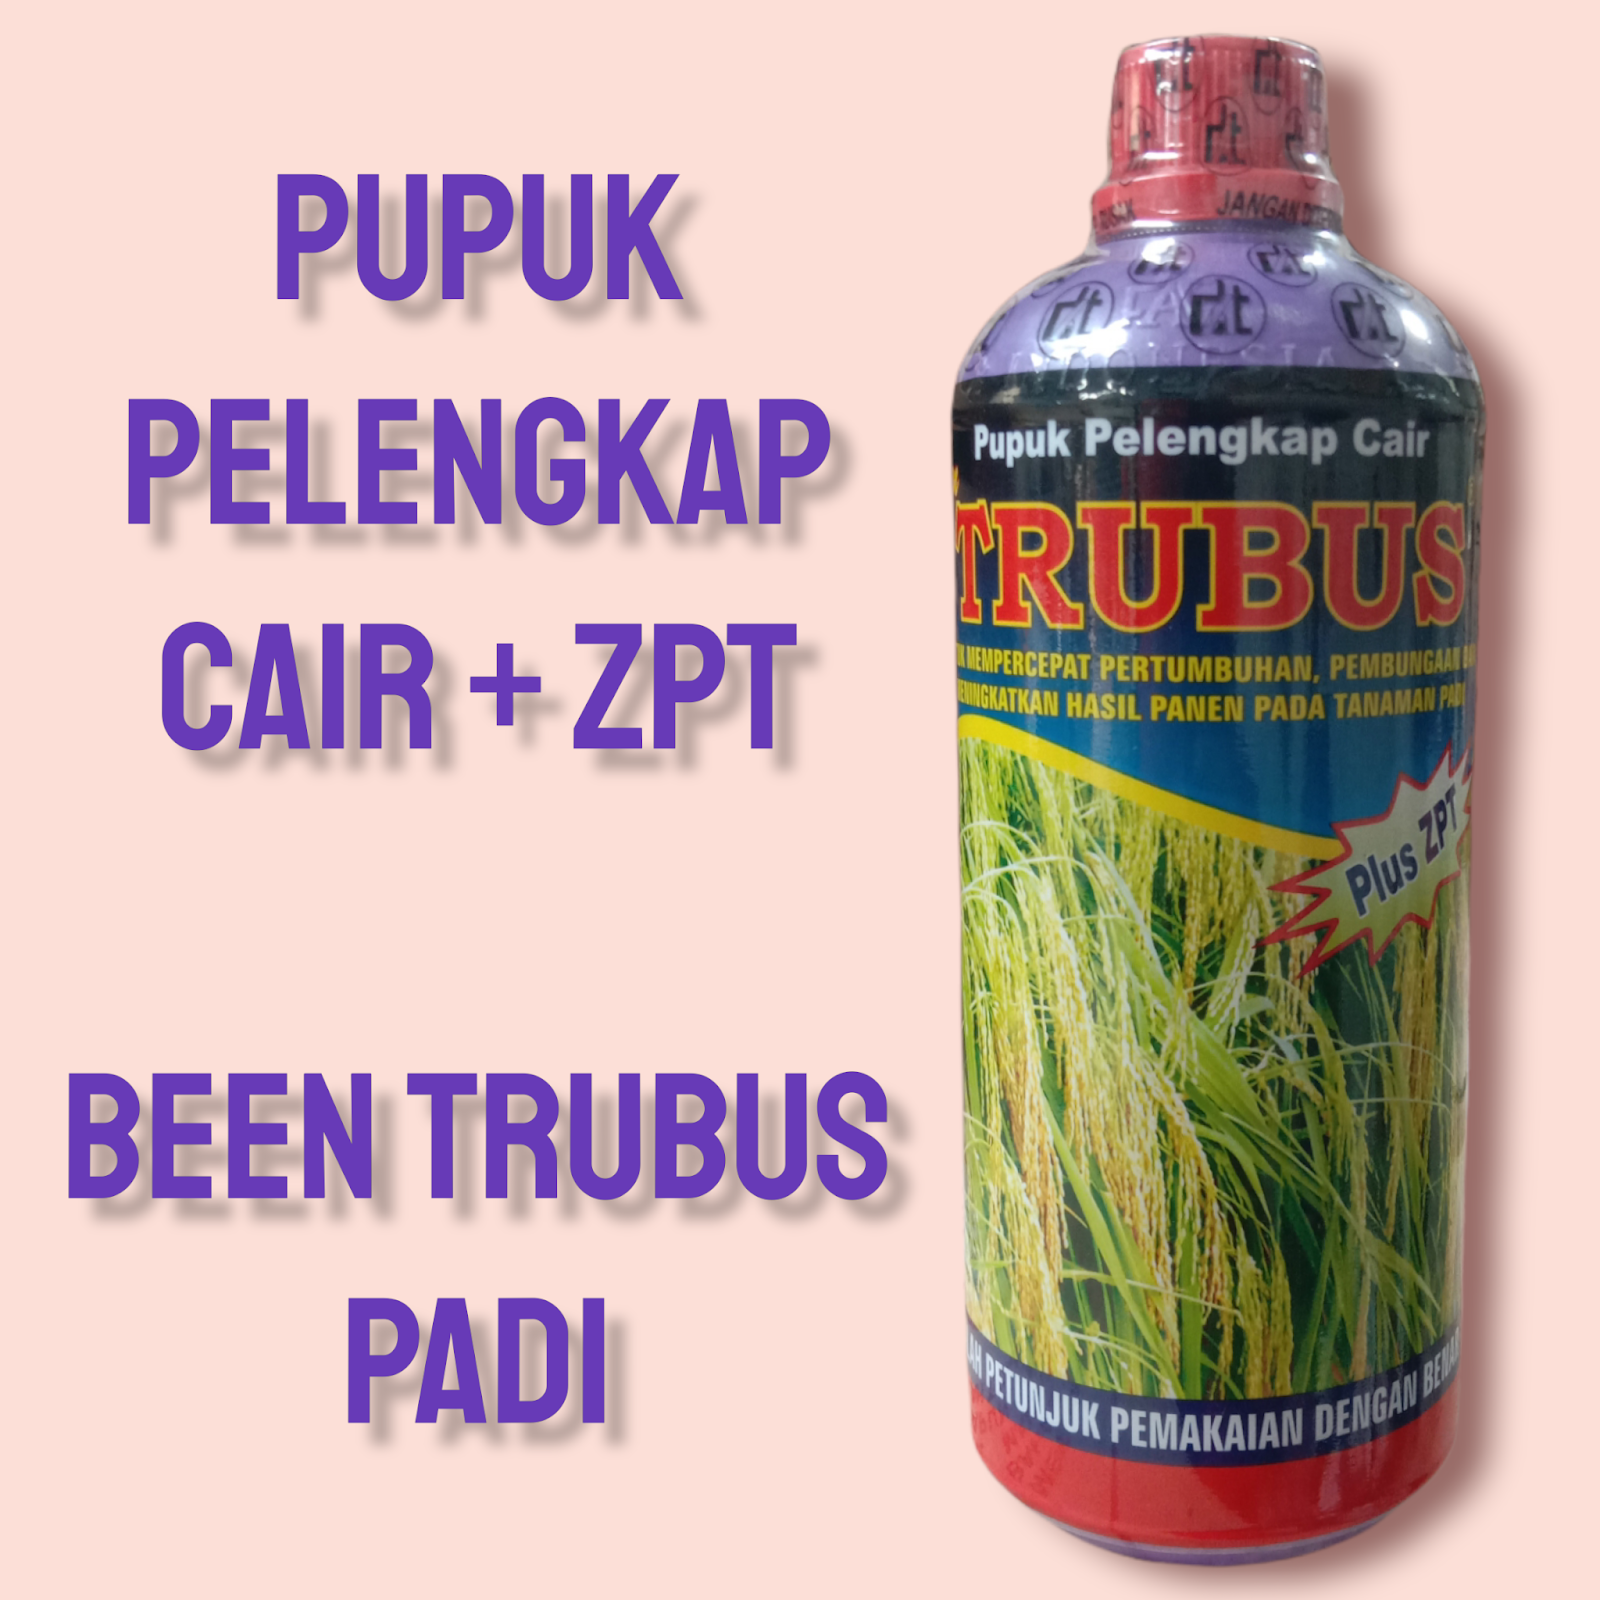 PUPUK
PELENGKAP
CAIR + ZPT
BEEN TRUBUS
PADI
JANGAN
Pupuk Pelengkap Cair
TRUBUS
MEMPERCEPAT PERTUMBUHAN, PEMBUNGAAN
HASIL PANEN PADA TANAMAN
Plus ZPT
PETUNJUK PEMAKAIAN DENGAN